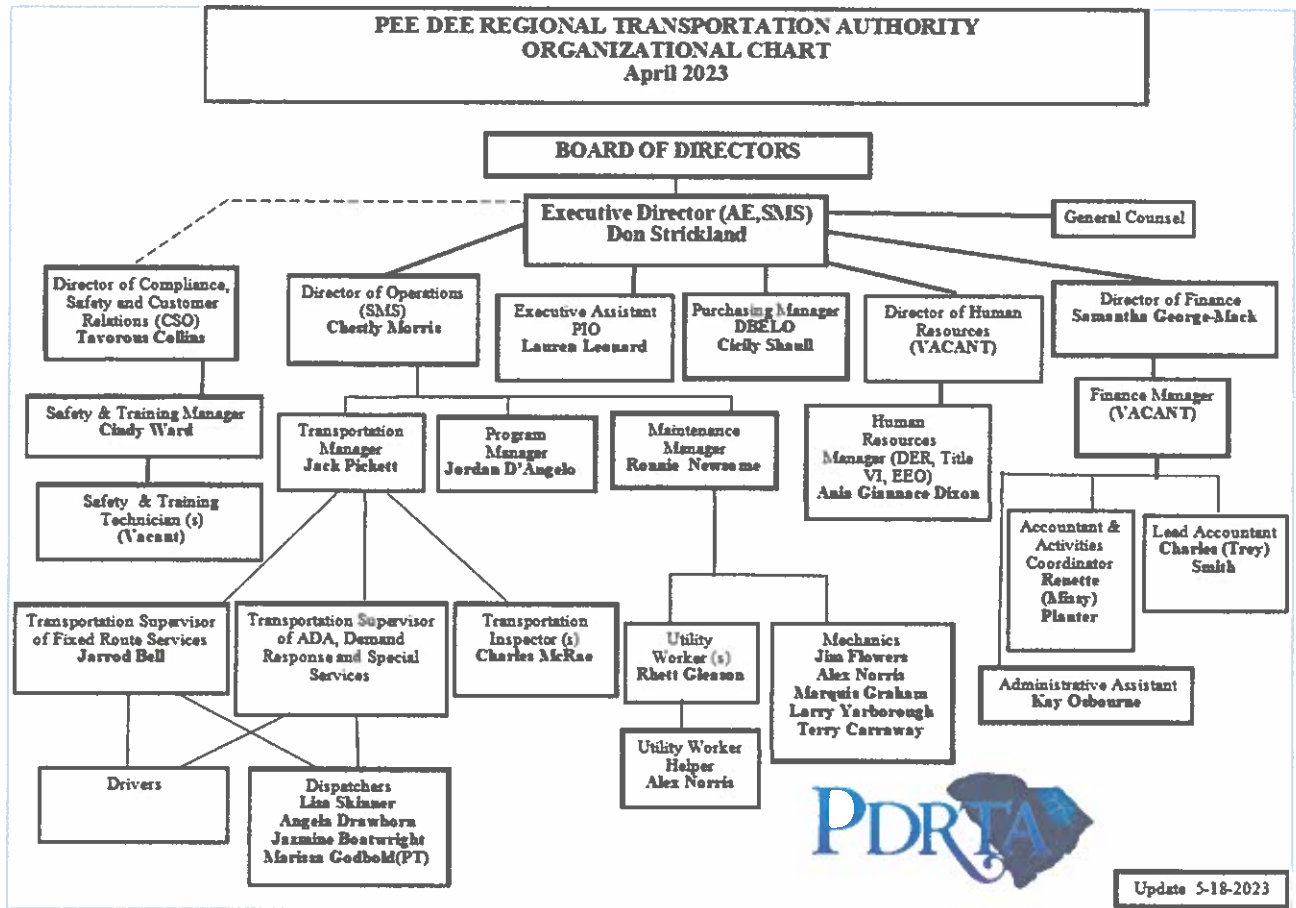 PEE DEE REGIONAL TRANSPORTATION AUTHORITY
ORGANIZATIONAL CHART
April 2023
BOARD OF DIRECTORS
Executive Director (AE,SMS)
Don Strickland
General Counsel
Director of Compliance,
Safety and Customer
Relations (CSO)
Tavorous Collins
Director of Operations
(SMS)
Chestly Morris
Executive Assistant
PIO
Lauren Leonard
Purchasing Manager
DBELO
Cicily Shaull
Director of Human
Resources
(VACANT)
Director of Finance
Samantha George-Mack
Safety & Training Manager
Cindy Ward
Transportation
Manager
Jack Pickett
Program
Manager
Jordan D'Angelo
Maintenance
Manager
Ronnie Newsome
Human
Resources
Manager (DER, Title
VI, EEO)
Ania Giannace Dixon
Finance Manager
(VACANT)
Safety & Training
Technician (s)
(Vacant)
Accountant &
Activities
Coordinator
Renette
(Missy)
Planter
Lead Accountant
Charles (Trey)
Smith
Transportation Supervisor
of Fixed Route Services
Jarrod Bell
Transportation Supervisor
of ADA, Demand
Response and Special
Services
Transportation
Inspector (s)
Charles McRae
Utility
Worker (s)
Rhett Gleason
Mechanics
Jim Flowers
Alex Norris
Marquis Graham
Larry Yarborough
Terry Carraway
Administrative Assistant
Kay Osbourne
Drivers
Dispatchers
Lisa Skinner
Angela Drawhorn
Jazmine Boatwright
Marissa Godbold(PT)
Utility Worker
Helper
Alex Norris
PDRTA
Update 5-18-2023